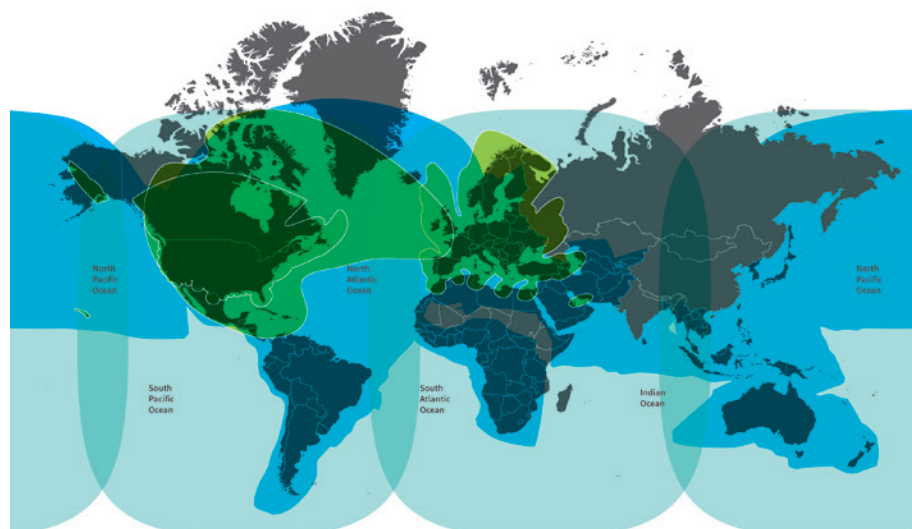 North
Pacific
Ocean
North
Atlantic
Ocean
North
Pacific
Ocean
South
Pacific
Ocean
South
Atlantic
Ocean
Indian
Ocean